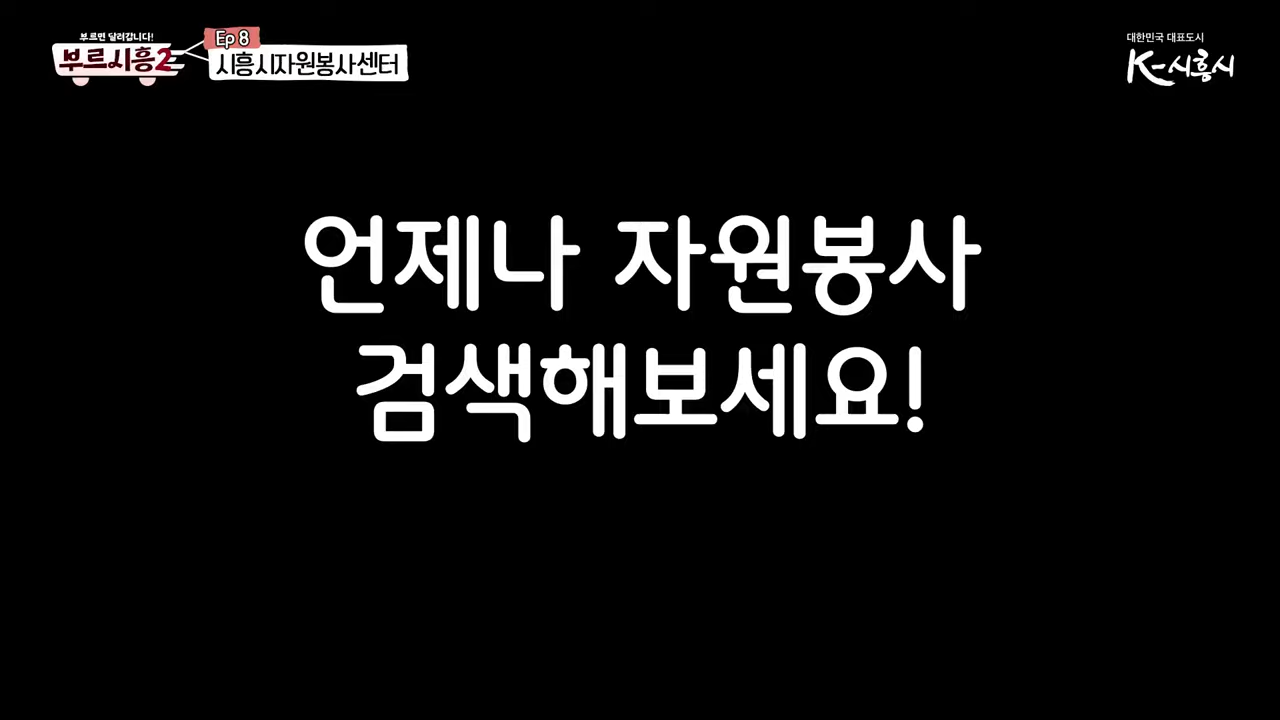 부르면 달려갑니다!
부르시흥2
Ep 8
시흥시자원봉사센터
대한민국 대표도시
K-시흥시
언제나 자원봉사
검색해보세요!